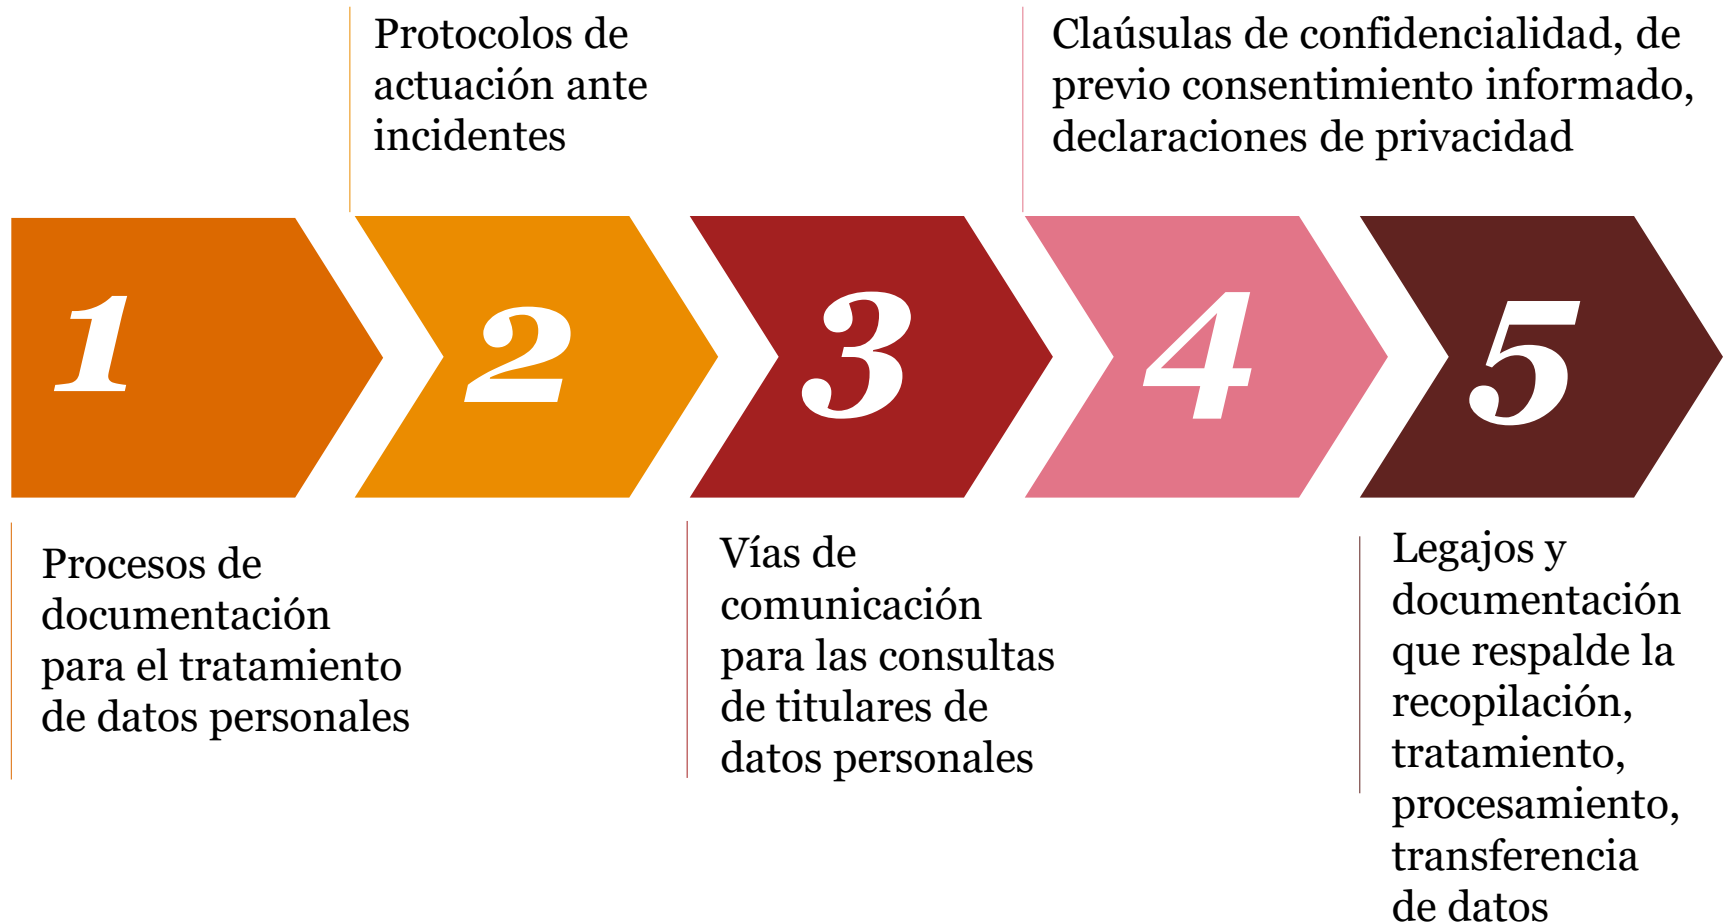 Protocolos de
actuación ante
incidentes
Claúsulas de confidencialidad, de
previo consentimiento informado,
declaraciones de privacidad
1
2
3
4
5
Procesos de
documentación
para el tratamiento
de datos personales
Vías de
comunicación
para las consultas
de titulares de
datos personales
Legajos y
documentación
que respalde la
recopilación,
tratamiento,
procesamiento,
transferencia
de datos